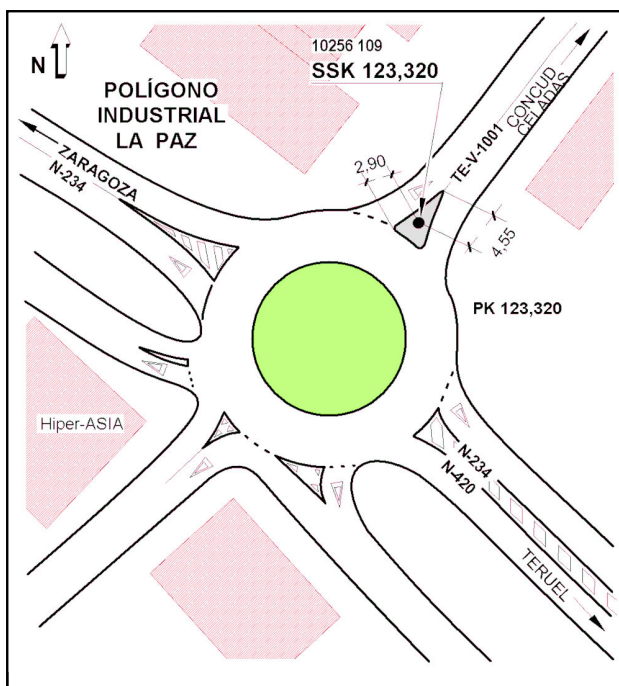 10256 109
SSK 123,320
N
POLÍGONO
INDUSTRIAL
LA PAZ
TE-V-1001
CONCUD
CELADAS
ZARAGOZA
N-234
2,90
4,55
PK 123,320
Hiper-ASIA
N-234
N-420
TERUEL